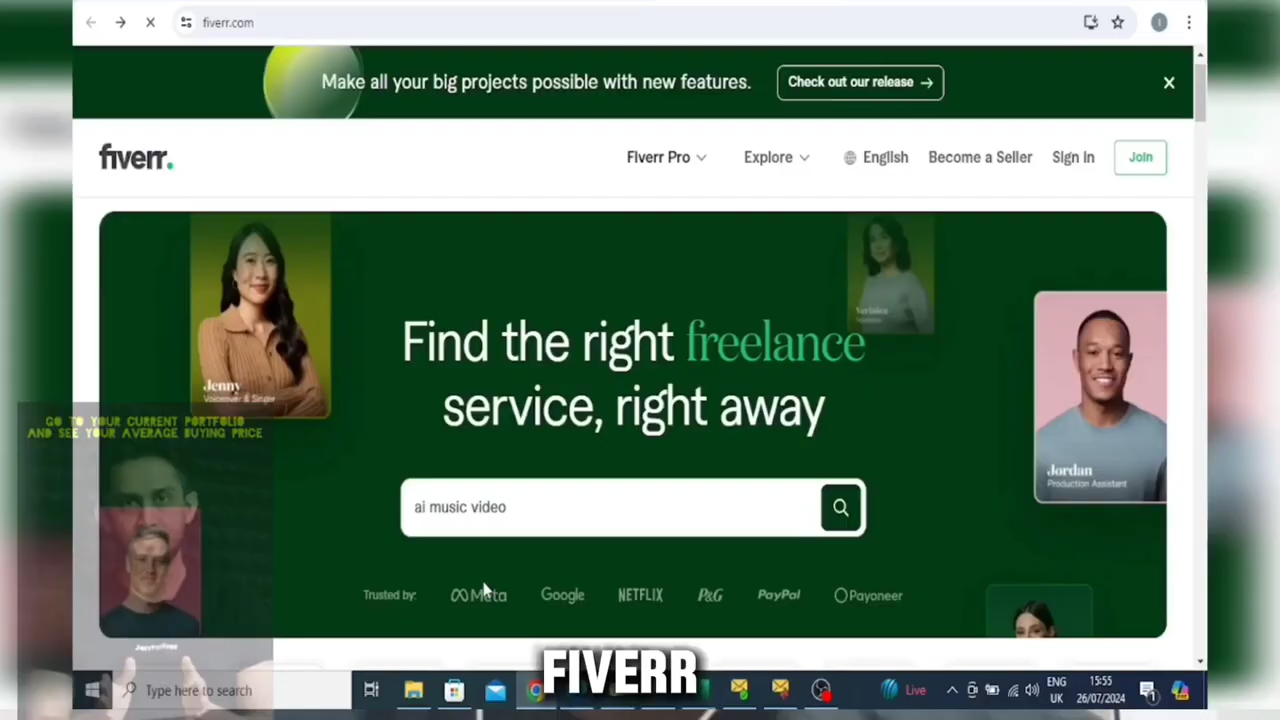 fiverr.com
Make all your big projects possible with new features.
Check out our release →
fiverr.
Fiverr Pro
Explore
English
Become a Seller
Sign In
Join
Find the right freelance
service, right away
Jenny
Voiceover & Singer
Veronica
Jordan
Production Assistant
GO TO YOUR CURRENT PORTFOLIO
AND SEE YOUR AVERAGE BUYING PRICE
ai music video
Trusted by:
Meta
Google
NETFLIX
P&G
PayPal
Payoneer
FIVERR
Type here to search
Live
ENG
UK
15:55
26/07/2024